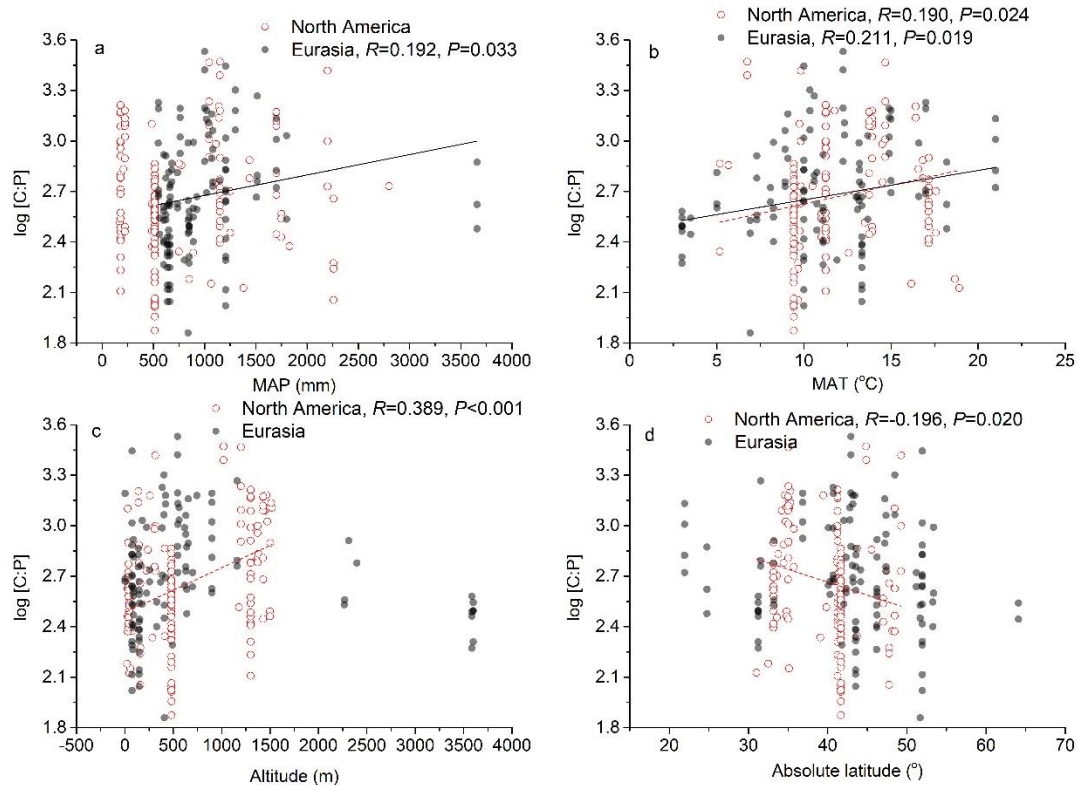 a
North America
Eurasia, R=0.192, P=0.033
3.6
3.3
3.0
2.7
2.4
2.1
1.8
log [C:P]
0 500 1000 1500 2000 2500 3000 3500 4000
MAP (mm)
b
North America, R=0.190, P=0.024
Eurasia, R=0.211, P=0.019
3.6
3.3
3.0
2.7
2.4
2.1
1.8
log [C:P]
0 5 10 15 20 25
MAT (°C)
c
North America, R=0.389, P<0.001
Eurasia
3.6
3.3
3.0
2.7
2.4
2.1
1.8
log [C:P]
-500 0 500 1000 1500 2000 2500 3000 3500 4000
Altitude (m)
d
North America, R=-0.196, P=0.020
Eurasia
3.6
3.3
3.0
2.7
2.4
2.1
1.8
log [C:P]
20 30 40 50 60 70
Absolute latitude (°)